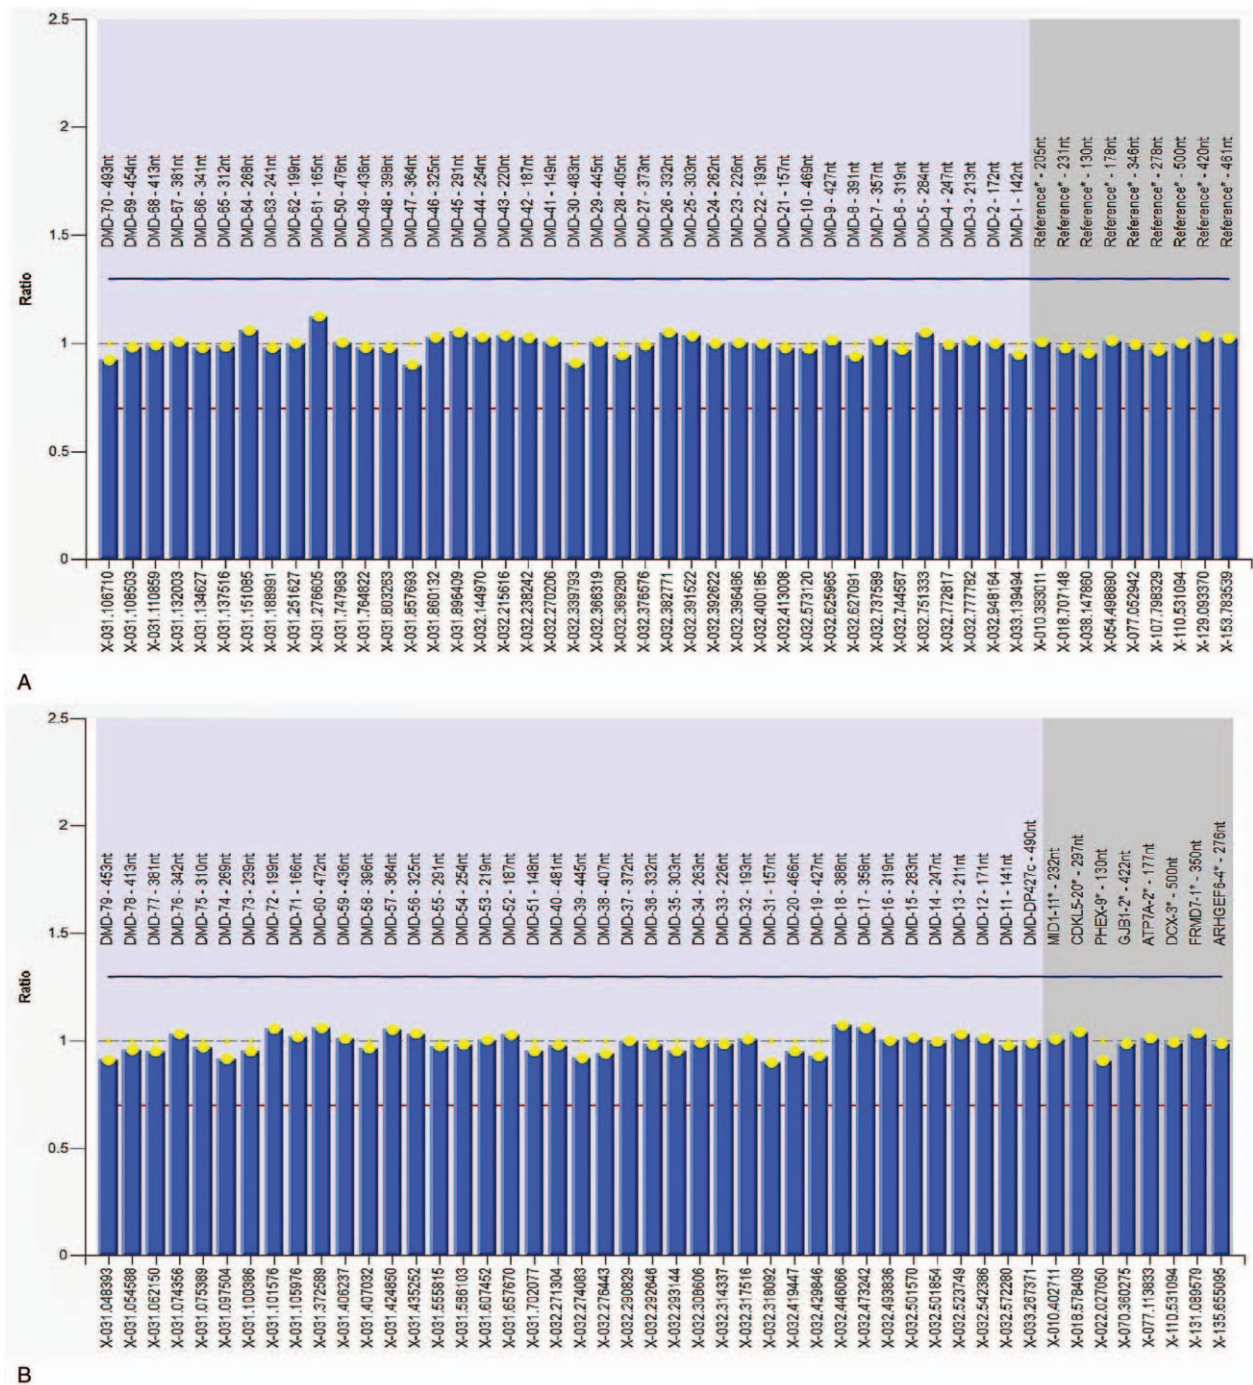 2.5
2
1.5
1
0.5
0
Ratio
DMD-70 - 493nt
DMD-69 - 454nt
DMD-68 - 413nt
DMD-67 - 381nt
DMD-66 - 341nt
DMD-65 - 312nt
DMD-64 - 268nt
DMD-63 - 241nt
DMD-62 - 199nt
DMD-61 - 165nt
DMD-50 - 476nt
DMD-49 - 436nt
DMD-48 - 398nt
DMD-47 - 364nt
DMD-46 - 325nt
DMD-45 - 291nt
DMD-44 - 254nt
DMD-43 - 220nt
DMD-42 - 187nt
DMD-41 - 149nt
DMD-30 - 483nt
DMD-29 - 445nt
DMD-28 - 405nt
DMD-27 - 373nt
DMD-26 - 332nt
DMD-25 - 303nt
DMD-24 - 262nt
DMD-23 - 226nt
DMD-22 - 193nt
DMD-21 - 157nt
DMD-10 - 469nt
DMD-9 - 427nt
DMD-8 - 391nt
DMD-7 - 357nt
DMD-6 - 319nt
DMD-5 - 284nt
DMD-4 - 247nt
DMD-3 - 213nt
DMD-2 - 172nt
DMD-1 - 142nt
Reference* - 205nt
Reference* - 231nt
Reference* - 130nt
Reference* - 178nt
Reference* - 346nt
Reference* - 278nt
Reference* - 500nt
Reference* - 420nt
Reference* - 461nt
X-031.106710
X-031.108503
X-031.110859
X-031.132003
X-031.134627
X-031.137516
X-031.151085
X-031.188991
X-031.251627
X-031.276605
X-031.747963
X-031.764822
X-031.803263
X-031.857693
X-031.860132
X-031.896409
X-032.144970
X-032.215616
X-032.238242
X-032.270206
X-032.339793
X-032.366319
X-032.369280
X-032.376576
X-032.382771
X-032.391522
X-032.392622
X-032.396486
X-032.400185
X-032.413008
X-032.573120
X-032.625965
X-032.627091
X-032.737589
X-032.744587
X-032.751333
X-032.772817
X-032.777782
X-032.948164
X-033.139494
X-010.383011
X-018.707148
X-038.147860
X-054.498890
X-077.052942
X-107.798329
X-110.531094
X-129.093370
X-153.783539
A
2.5
2
1.5
1
0.5
0
Ratio
DMD-79 - 453nt
DMD-78 - 413nt
DMD-77 - 381nt
DMD-76 - 342nt
DMD-75 - 310nt
DMD-74 - 269nt
DMD-73 - 239nt
DMD-72 - 199nt
DMD-71 - 166nt
DMD-60 - 472nt
DMD-59 - 436nt
DMD-58 - 396nt
DMD-57 - 364nt
DMD-56 - 325nt
DMD-55 - 291nt
DMD-54 - 254nt
DMD-53 - 219nt
DMD-52 - 187nt
DMD-51 - 148nt
DMD-40 - 481nt
DMD-39 - 445nt
DMD-38 - 407nt
DMD-37 - 372nt
DMD-36 - 332nt
DMD-35 - 303nt
DMD-34 - 263nt
DMD-33 - 226nt
DMD-32 - 193nt
DMD-31 - 157nt
DMD-20 - 466nt
DMD-19 - 427nt
DMD-18 - 388nt
DMD-17 - 358nt
DMD-16 - 319nt
DMD-15 - 283nt
DMD-14 - 247nt
DMD-13 - 211nt
DMD-12 - 171nt
DMD-11 - 141nt
DMD-DP427c - 490nt
MID1-11* - 232nt
CDKL5-20* - 297nt
PHEX-9* - 130nt
GJB1-2* - 422nt
ATP7A-2* - 177nt
DCX-3* - 500nt
FRMD7-1* - 350nt
ARHGEF6-4* - 276nt
X-031.048393
X-031.054588
X-031.062150
X-031.074356
X-031.075389
X-031.097504
X-031.100386
X-031.101576
X-031.105976
X-031.372589
X-031.406237
X-031.407032
X-031.424650
X-031.435252
X-031.555815
X-031.586103
X-031.607452
X-031.657670
X-031.702077
X-032.271304
X-032.274083
X-032.276443
X-032.290829
X-032.292646
X-032.293144
X-032.308606
X-032.314337
X-032.317516
X-032.318092
X-032.419447
X-032.429846
X-032.446066
X-032.473242
X-032.493636
X-032.501570
X-032.501654
X-032.523749
X-032.542386
X-032.572280
X-033.267371
X-010.402711
X-018.578409
X-022.027050
X-070.360275
X-077.113833
X-110.531094
X-131.089579
X-135.655095
B